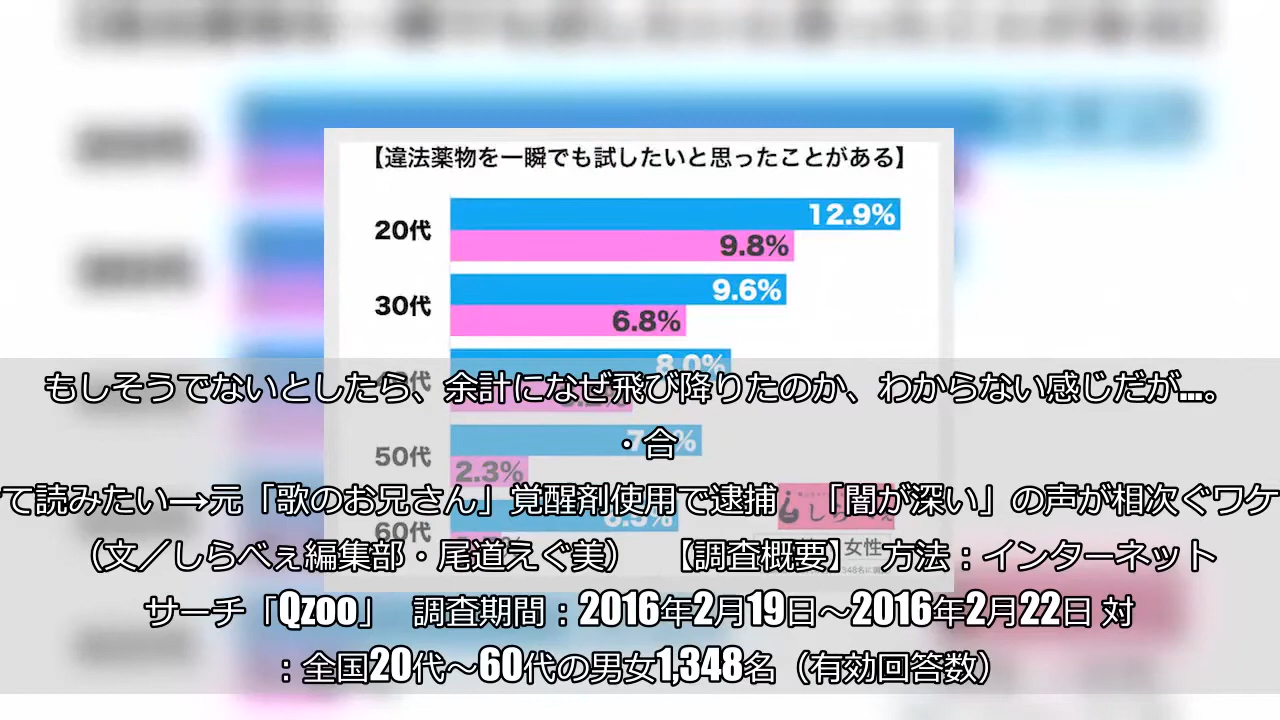 【違法薬物を一瞬でも試したいと思ったことがある】
20代
12.9%
9.8%
30代
9.6%
6.8%
8.0%
もしそうでないとしたら、余計になぜ飛び降りたのか、わからない感じだが…。
・合
50代
2.3%
て読みたい→元「歌のお兄さん」覚醒剤使用で逮捕 「闇が深い」の声が相次ぐワケ
60代
女性
（文／しらべぇ編集部・尾道えぐ美） 【調査概要】 方法：インターネット
サーチ「Qzoo」 調査期間：2016年2月19日～2016年2月22日 対
：全国20代～60代の男女1,348名（有効回答数）